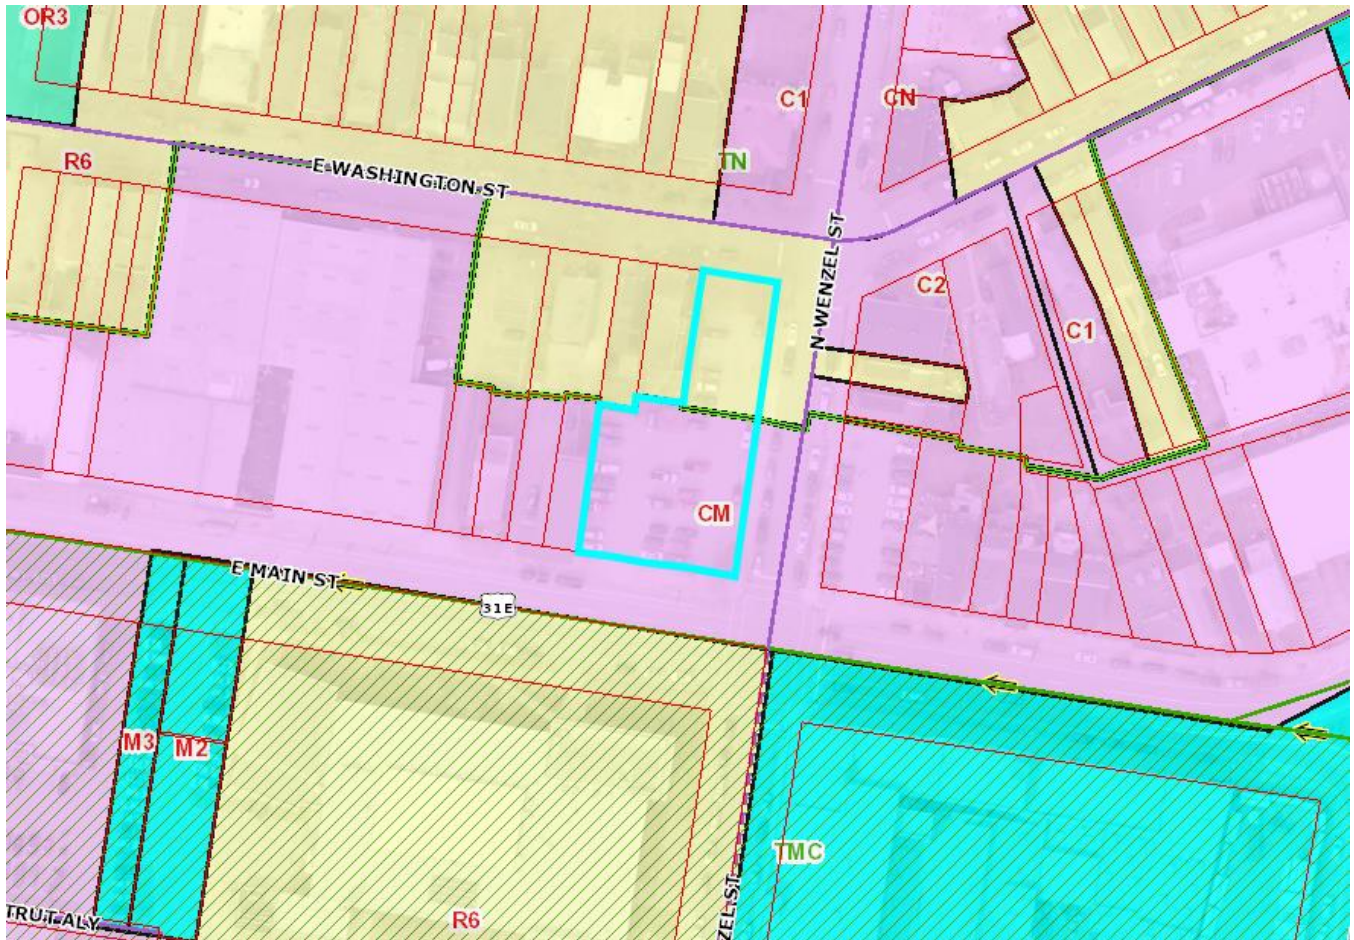 OR3
C1
CN
R6
E WASHINGTON ST
TN
N WENZEL ST
C2
C1
CM
E MAIN ST
31E
M3
M2
TMC
TRUT ALY
R6
ZEL ST